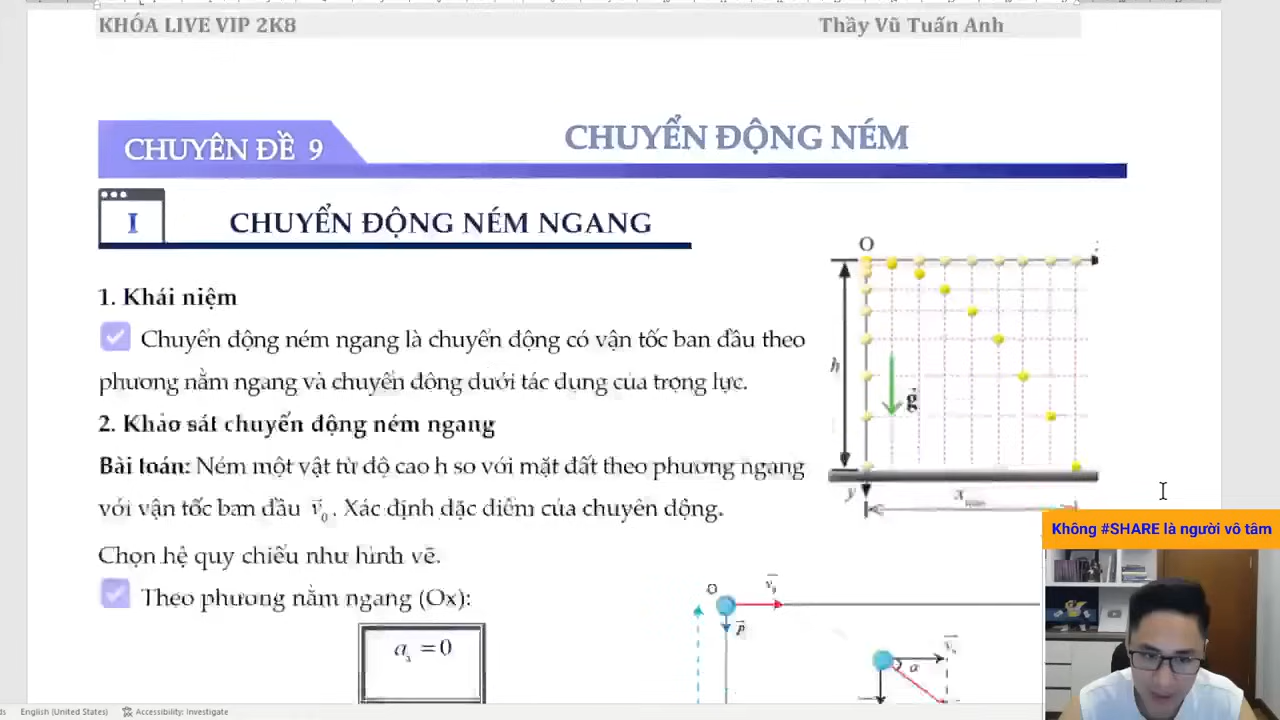 KHÓA LIVE VIP 2K8
Thầy Vũ Tuấn Anh
CHUYÊN ĐỀ 9
CHUYỂN ĐỘNG NÉM
I
CHUYỂN ĐỘNG NÉM NGANG
1. Khái niệm
Chuyển động ném ngang là chuyển động có vận tốc ban đầu theo
phương nằm ngang và chuyển động dưới tác dụng của trọng lực.
2. Khảo sát chuyển động ném ngang
Bài toán: Ném một vật từ độ cao h so với mặt đất theo phương ngang
với vận tốc ban đầu v⃗₀. Xác định đặc điểm của chuyển động.
Chọn hệ quy chiếu như hình vẽ.
Theo phương nằm ngang (Ox):
aₓ = 0
O
h
g⃗
y
O
v⃗₀
P⃗
α
Không #SHARE là người vô tâm
English (United States)
Accessibility: Investigate